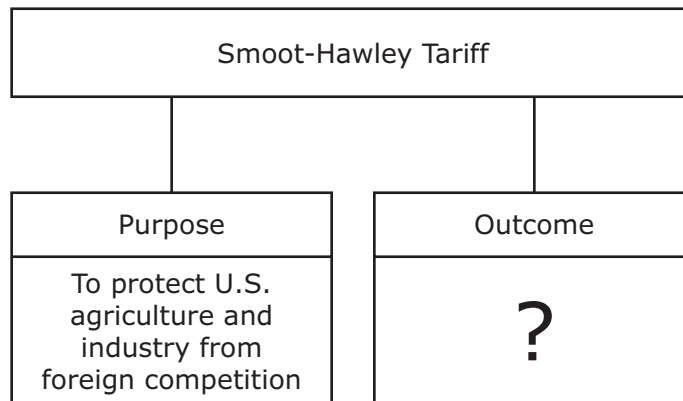 Smoot-Hawley Tariff
Purpose
To protect U.S.
agriculture and
industry from
foreign competition
Outcome
?